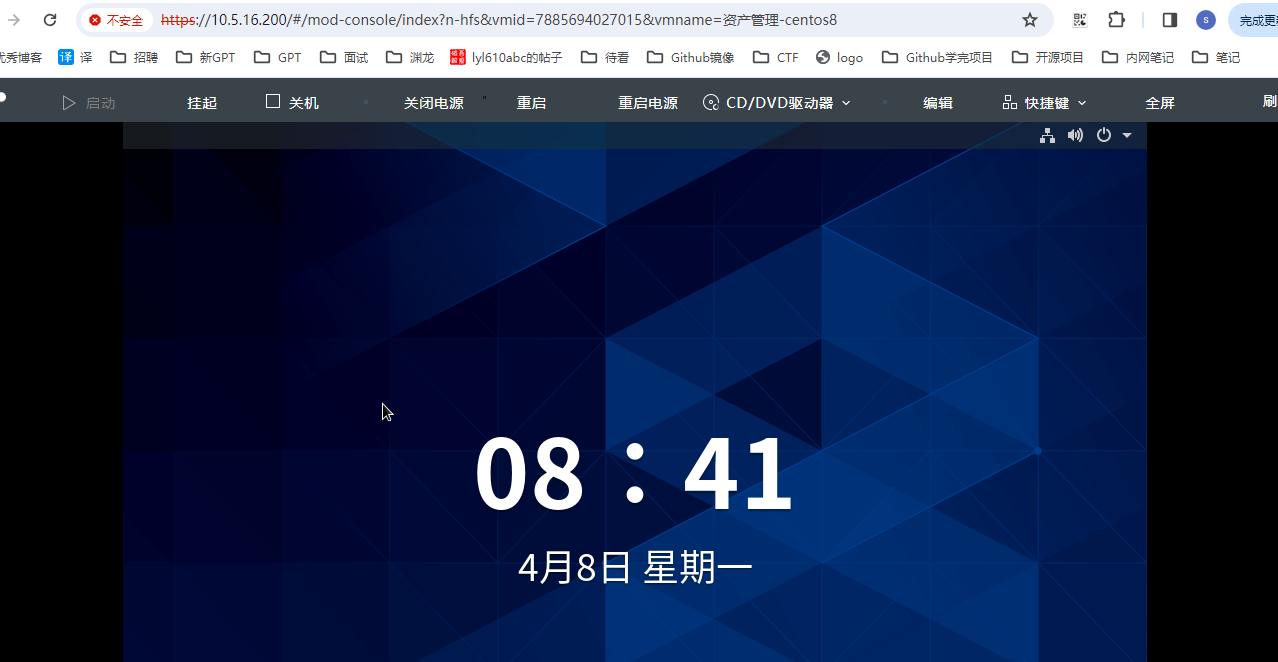 不安全 https://10.5.16.200/#/mod-console/index?n-hfs&vmid=7885694027015&vmname=资产管理-centos8 S 完成更
优秀博客 译 译 招聘 新GPT GPT 面试 渊龙 破吾解爱 lyl610abc的帖子 待看 Github镜像 CTF logo Github学完项目 开源项目 内网笔记 笔记
启动 挂起 关机 关闭电源 重启 重启电源 CD/DVD驱动器 编辑 快捷键 全屏 刷
08：41
4月8日 星期一